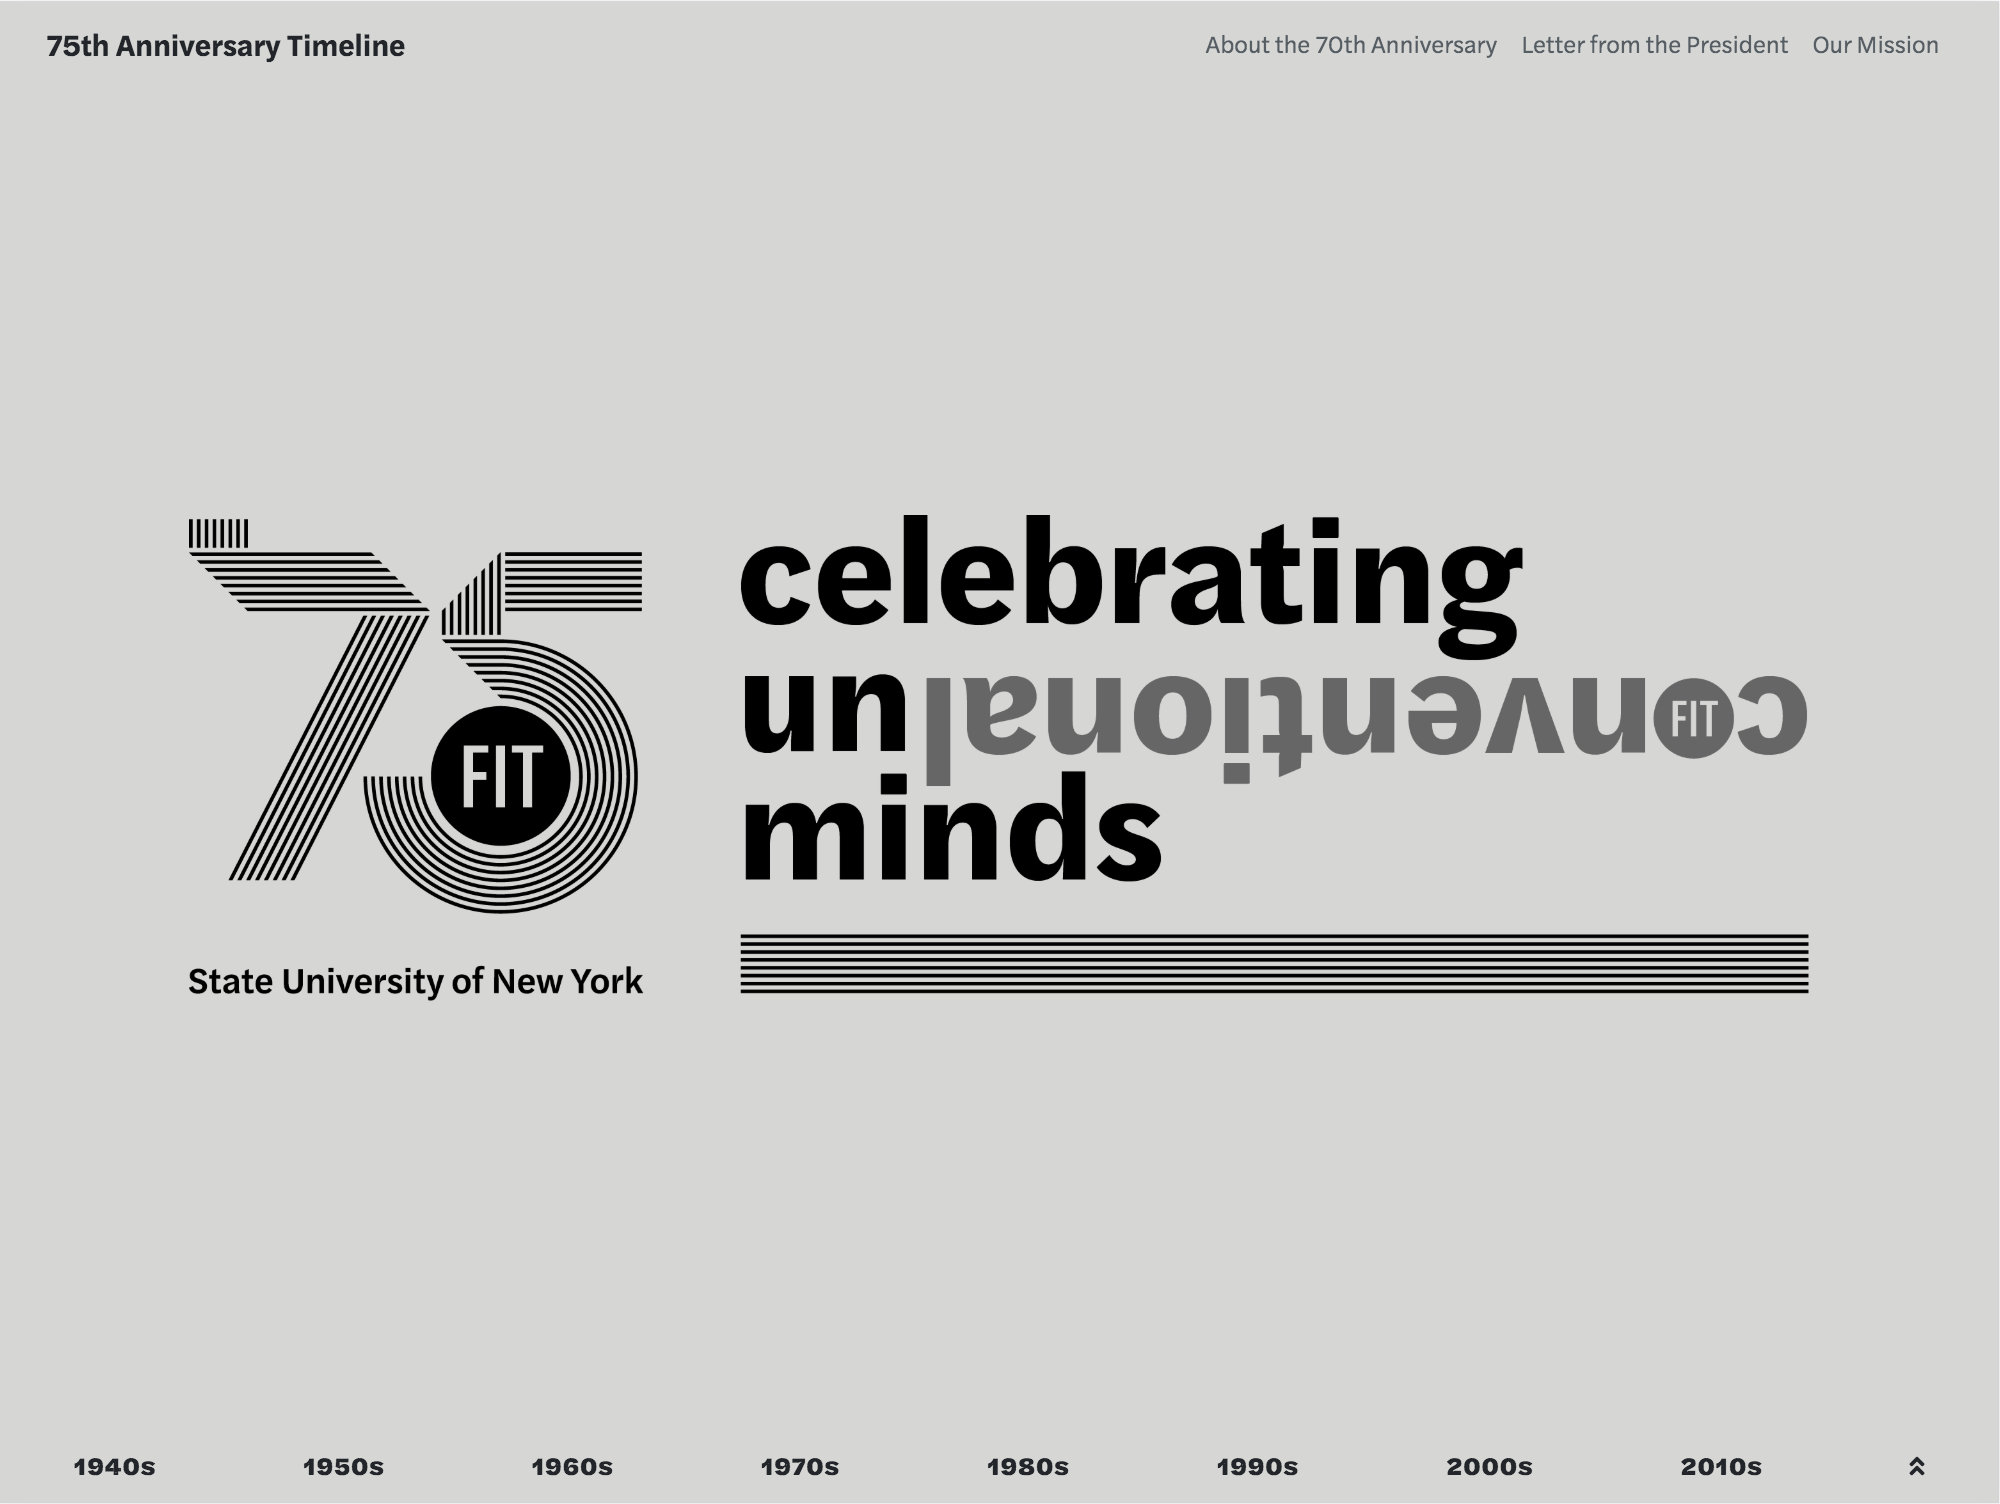 75th Anniversary Timeline
About the 70th Anniversary Letter from the President Our Mission
75
FIT
State University of New York
celebrating
unconventional
FIT
minds
1940s 1950s 1960s 1970s 1980s 1990s 2000s 2010s